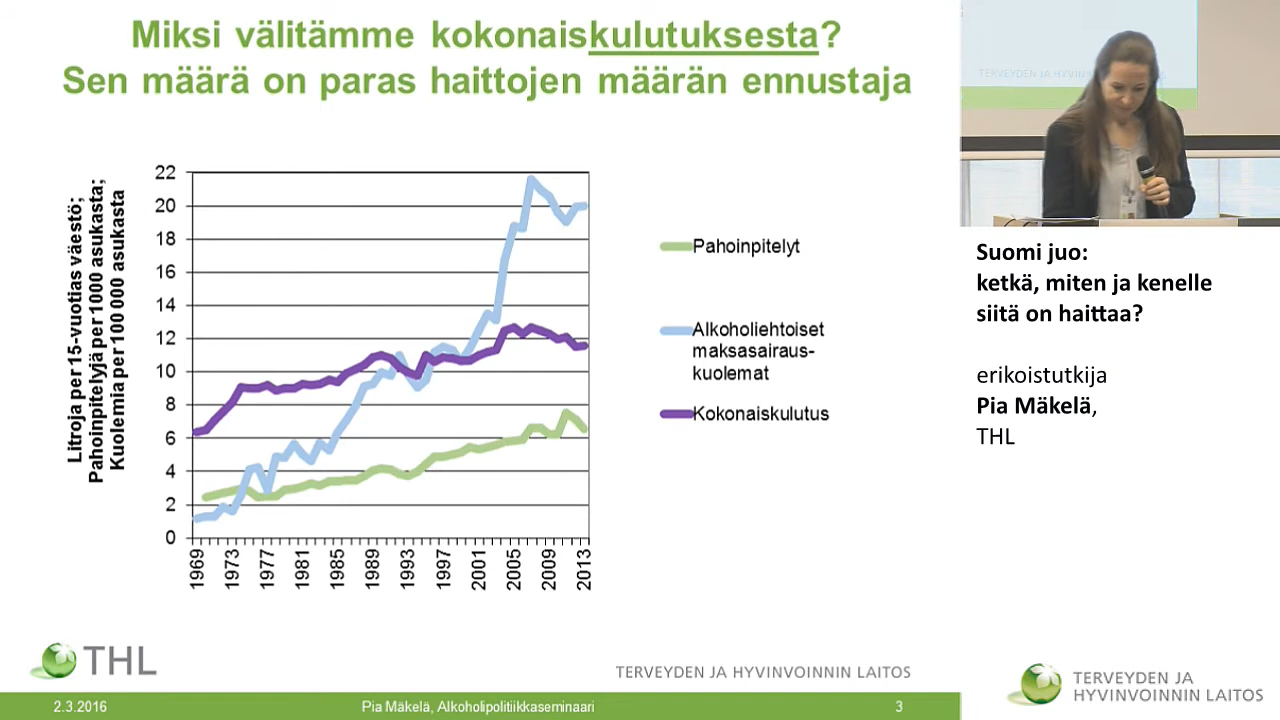 Miksi välitämme kokonaiskulutuksesta?
Sen määrä on paras haittojen määrän ennustaja
Litroja per 15-vuotias väestö;
Pahoinpitelyjä per 1000 asukasta;
Kuolemia per 100 000 asukasta
22
20
18
16
14
12
10
8
6
4
2
0
1969
1973
1977
1981
1985
1989
1993
1997
2001
2005
2009
2013
Pahoinpitelyt
Alkoholiehtoiset
maksasairaus-
kuolemat
Kokonaiskulutus
THL
TERVEYDEN JA HYVINVOINNIN LAITOS
2.3.2016
Pia Mäkelä, Alkoholipolitiikkaseminaari
3
TERVEYDEN JA HYVINVOINNIN LAITOS
Suomi juo:
ketkä, miten ja kenelle
siitä on haittaa?
erikoistutkija
Pia Mäkelä,
THL
TERVEYDEN JA
HYVINVOINNIN LAITOS